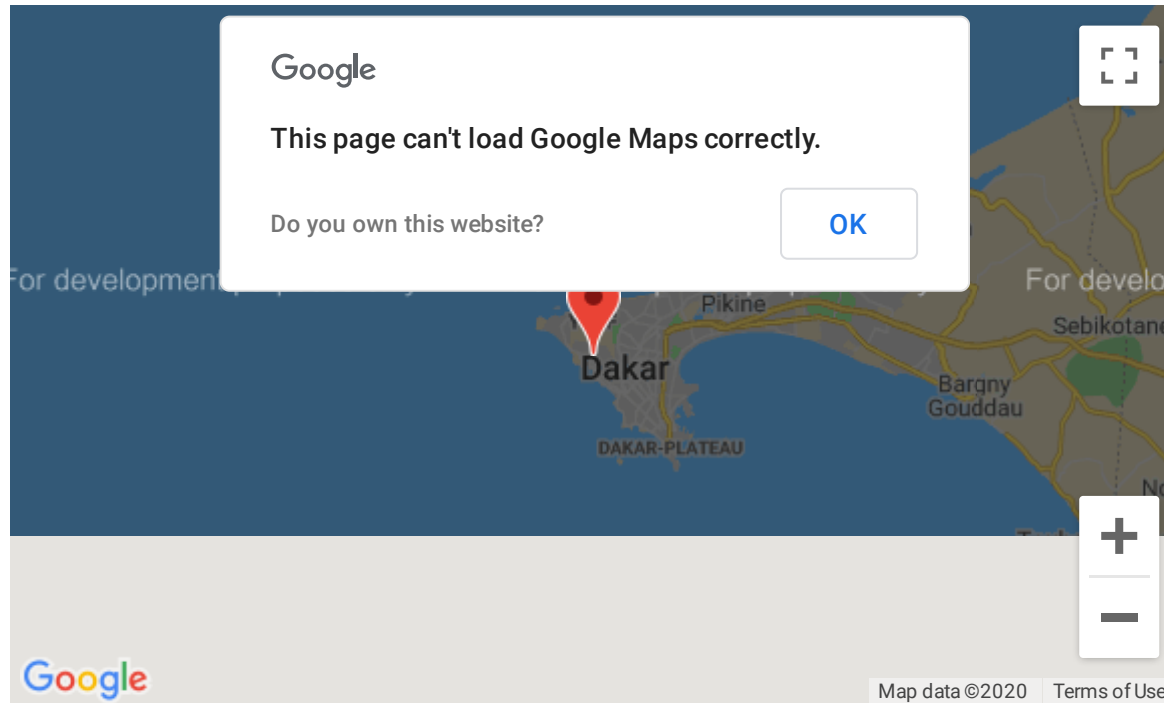 Google
This page can't load Google Maps correctly.
Do you own this website?
OK
For development
For develo
Pikine
Sebikotane
Dakar
Bargny
Gouddau
DAKAR-PLATEAU
No
Google
Map data ©2020
Terms of Use